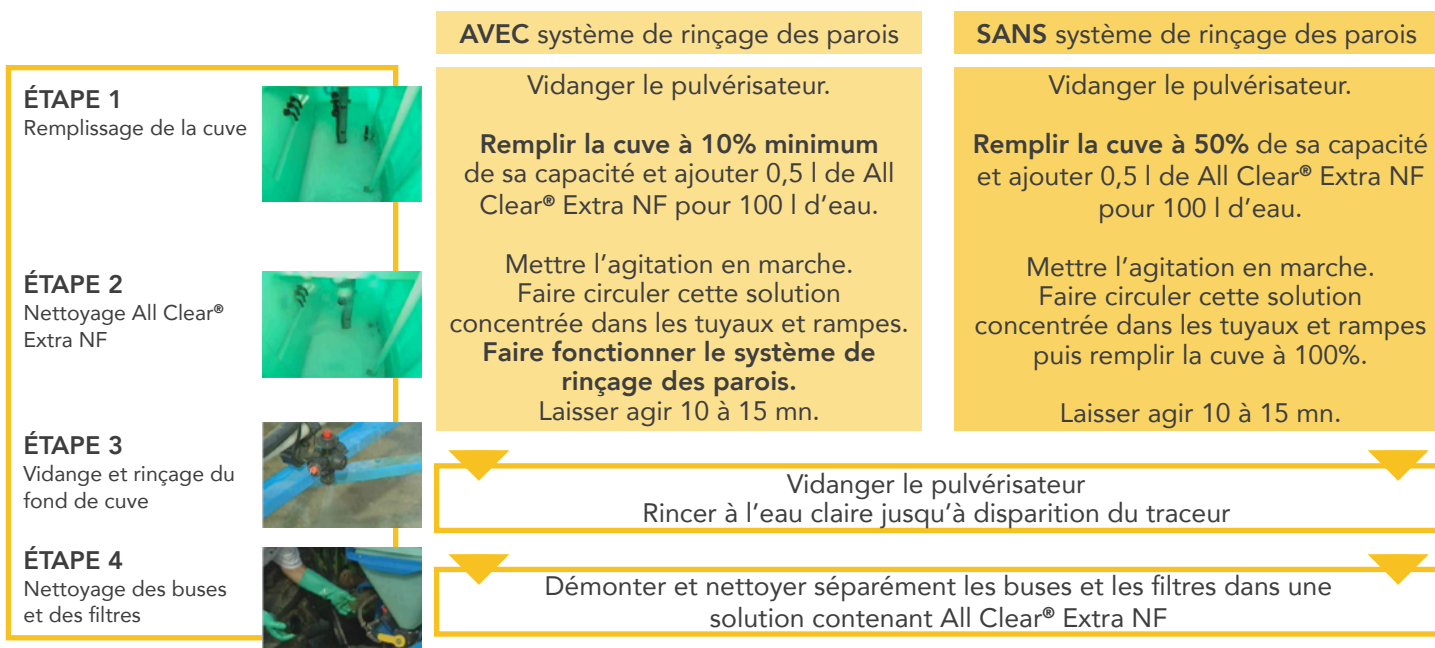 AVEC système de rinçage des parois
SANS système de rinçage des parois
ÉTAPE 1
Remplissage de la cuve
Vidanger le pulvérisateur.
Remplir la cuve à 10% minimum
de sa capacité et ajouter 0,5 l de All
Clear® Extra NF pour 100 l d’eau.
Vidanger le pulvérisateur.
Remplir la cuve à 50% de sa capacité
et ajouter 0,5 l de All Clear® Extra NF
pour 100 l d’eau.
ÉTAPE 2
Nettoyage All Clear®
Extra NF
Mettre l’agitation en marche.
Faire circuler cette solution
concentrée dans les tuyaux et rampes.
Faire fonctionner le système de
rinçage des parois.
Laisser agir 10 à 15 mn.
Mettre l’agitation en marche.
Faire circuler cette solution
concentrée dans les tuyaux et rampes
puis remplir la cuve à 100%.
Laisser agir 10 à 15 mn.
ÉTAPE 3
Vidange et rinçage du
fond de cuve
Vidanger le pulvérisateur
Rincer à l’eau claire jusqu’à disparition du traceur
ÉTAPE 4
Nettoyage des buses
et des filtres
Démonter et nettoyer séparément les buses et les filtres dans une
solution contenant All Clear® Extra NF